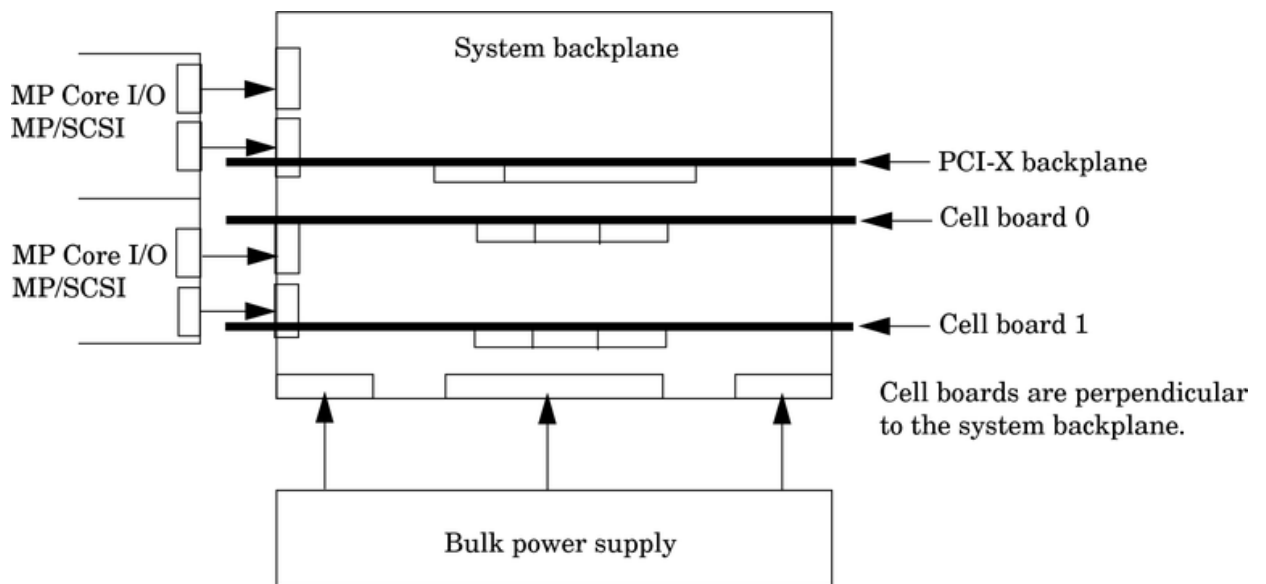 System backplane
MP Core I/O
MP/SCSI
PCI-X backplane
Cell board 0
MP Core I/O
MP/SCSI
Cell board 1
Cell boards are perpendicular
to the system backplane.
Bulk power supply